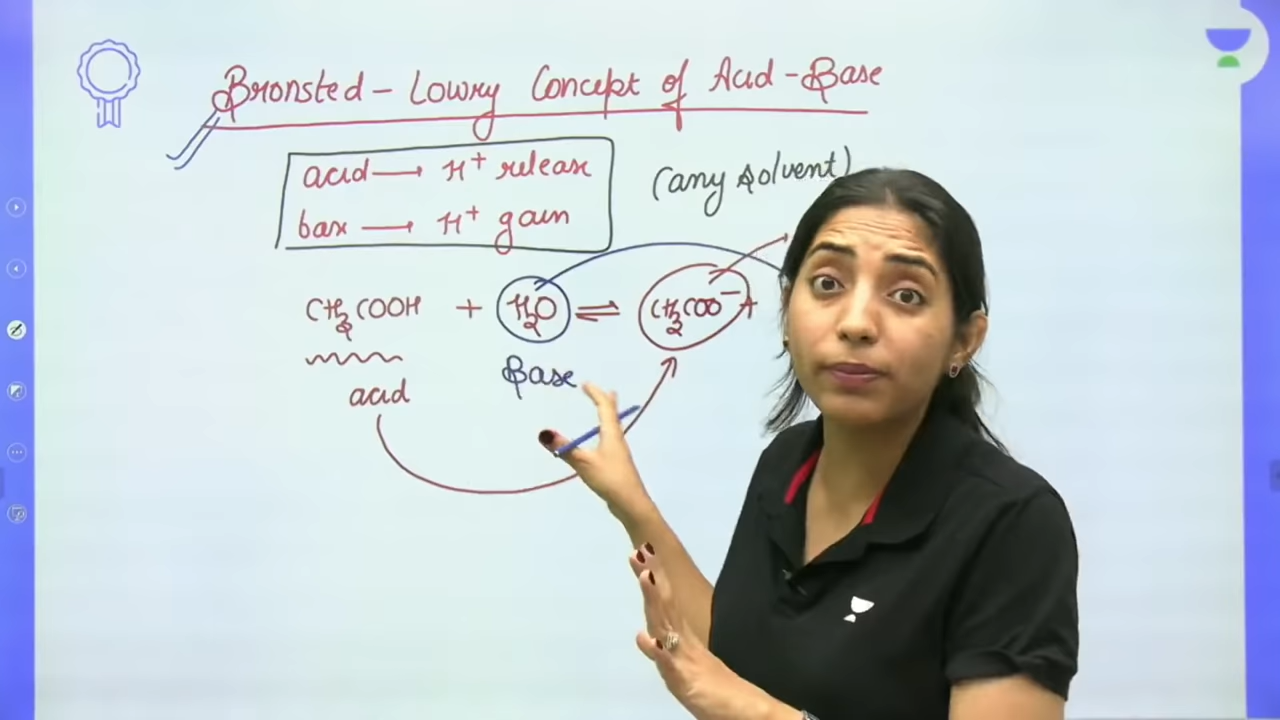 Bronsted - Lowry Concept of Acid - Base
acid → H+ release
(any solvent)
base → H+ gain
CH3COOH + H2O ⇌ CH3COO- +
acid
Base